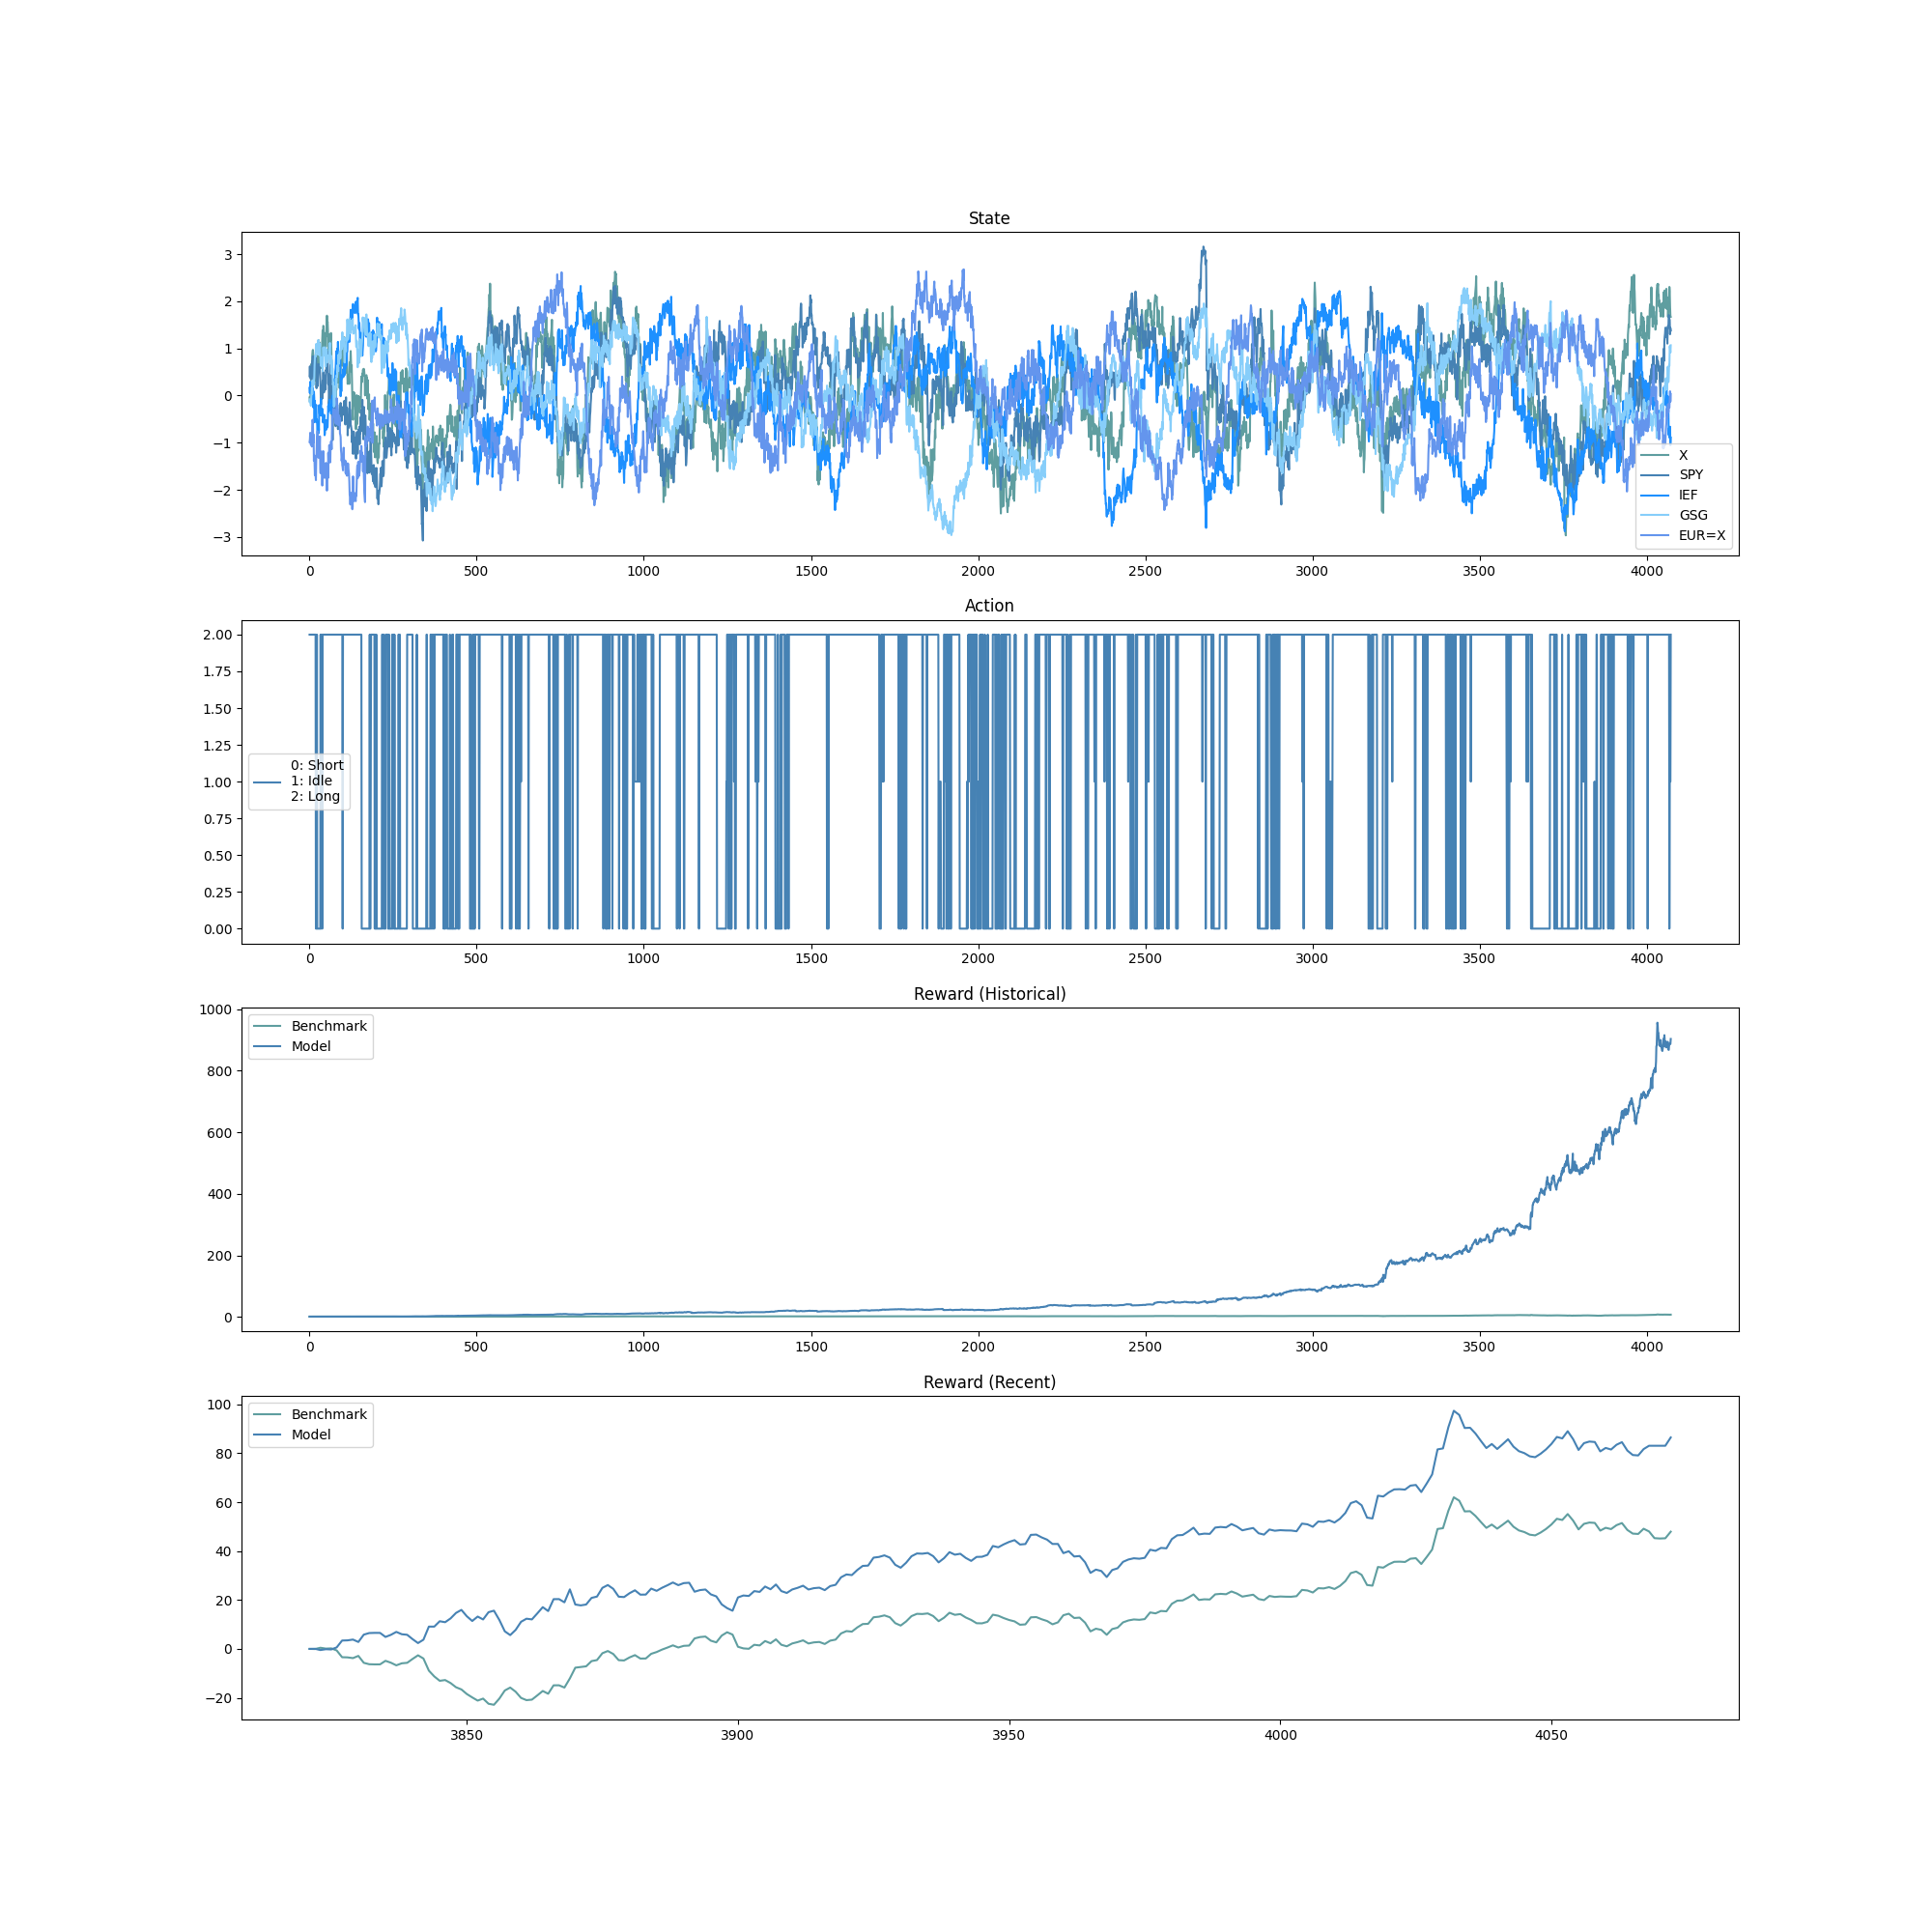 State
3
2
1
0
−1
−2
−3
X
SPY
IEF
GSG
EUR=X
0 500 1000 1500 2000 2500 3000 3500 4000
Action
2.00
1.75
1.50
1.25
1.00
0.75
0.50
0.25
0.00
0: Short
1: Idle
2: Long
0 500 1000 1500 2000 2500 3000 3500 4000
Reward (Historical)
1000
800
600
400
200
0
Benchmark
Model
0 500 1000 1500 2000 2500 3000 3500 4000
Reward (Recent)
100
80
60
40
20
0
−20
Benchmark
Model
3850 3900 3950 4000 4050